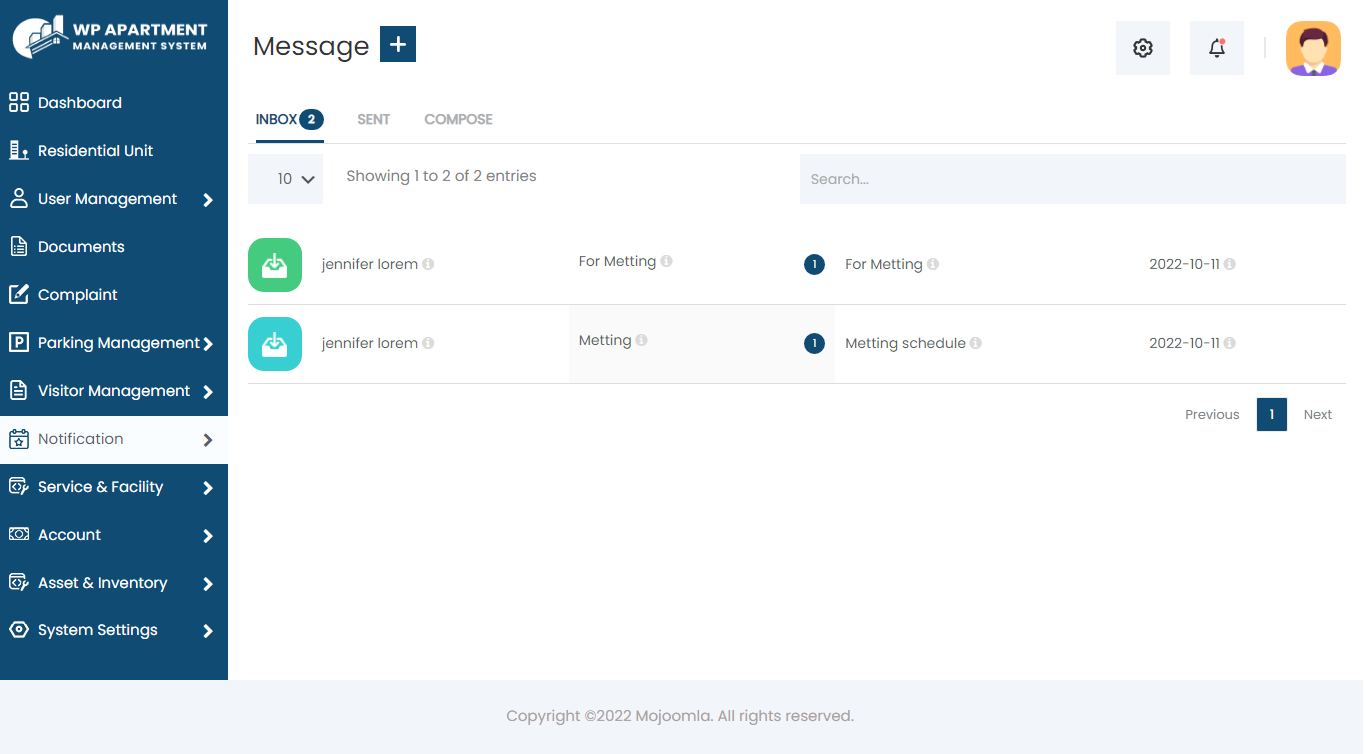 WP APARTMENT
MANAGEMENT SYSTEM
Dashboard
Residential Unit
User Management
Documents
Complaint
Parking Management
Visitor Management
Notification
Service & Facility
Account
Asset & Inventory
System Settings
Message +
INBOX 2 SENT COMPOSE
10 Showing 1 to 2 of 2 entries Search...
jennifer lorem For Metting 1 For Metting 2022-10-11
jennifer lorem Metting 1 Metting schedule 2022-10-11
Previous 1 Next
Copyright ©2022 Mojoomla. All rights reserved.